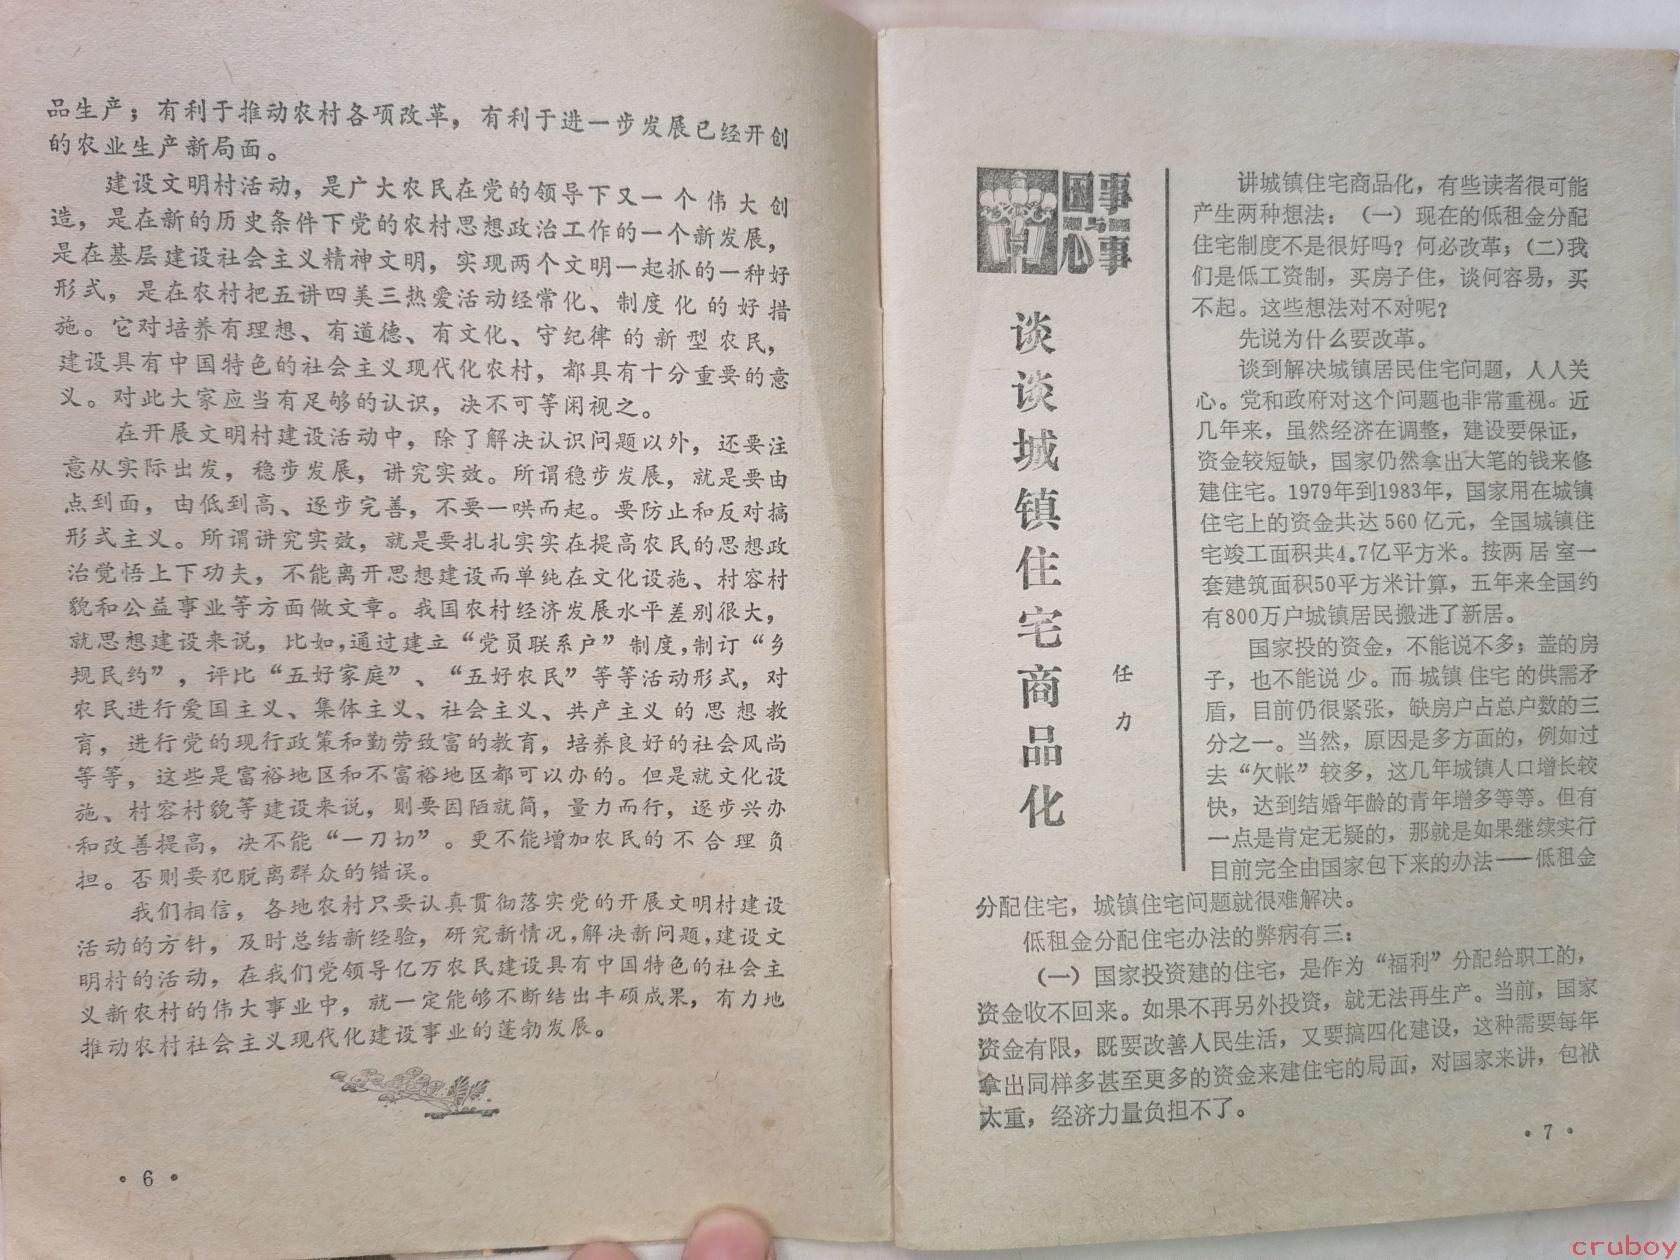 品生产；有利于推动农村各项改革，有利于进一步发展已经开创
的农业生产新局面。
建设文明村活动，是广大农民在党的领导下又一个伟大创
造，是在新的历史条件下党的农村思想政治工作的一个新发展，
是在基层建设社会主义精神文明，实现两个文明一起抓的一种好
形式，是在农村把五讲四美三热爱活动经常化、制度化的好措
施。它对培养有理想、有道德、有文化、守纪律的新型农民，
建设具有中国特色的社会主义现代化农村，都具有十分重要的意
义。对此大家应当有足够的认识，决不可等闲视之。
在开展文明村建设活动中，除了解决认识问题以外，还要注
意从实际出发，稳步发展，讲究实效。所谓稳步发展，就是要由
点到面，由低到高、逐步完善，不要一哄而起。要防止和反对搞
形式主义。所谓讲究实效，就是要扎扎实实在提高农民的思想政
治觉悟上下功夫，不能离开思想建设而单纯在文化设施、村容村
貌和公益事业等方面做文章。我国农村经济发展水平差别很大，
就思想建设来说，比如，通过建立“党员联系户”制度，制订“乡
规民约”，评比“五好家庭”、“五好农民”等等活动形式，对
农民进行爱国主义、集体主义、社会主义、共产主义的思想教
育，进行党的现行政策和勤劳致富的教育，培养良好的社会风尚
等等，这些是富裕地区和不富裕地区都可以办的。但是就文化设
施、村容村貌等建设来说，则要因陋就简，量力而行，逐步兴办
和改善提高，决不能“一刀切”。更不能增加农民的不合理负
担。否则要犯脱离群众的错误。
我们相信，各地农村只要认真贯彻落实党的开展文明村建设
活动的方针，及时总结新经验，研究新情况，解决新问题，建设文
明村的活动，在我们党领导亿万农民建设具有中国特色的社会主
义新农村的伟大事业中，就一定能够不断结出丰硕成果，有力地
推动农村社会主义现代化建设事业的蓬勃发展。
·6·
国事
与
心事
谈谈城镇住宅商品化
任力
讲城镇住宅商品化，有些读者很可能
产生两种想法：（一）现在的低租金分配
住宅制度不是很好吗？何必改革；（二）我
们是低工资制，买房子住，谈何容易，买
不起。这些想法对不对呢？
先说为什么要改革。
谈到解决城镇居民住宅问题，人人关
心。党和政府对这个问题也非常重视。近
几年来，虽然经济在调整，建设要保证，
资金较短缺，国家仍然拿出大笔的钱来修
建住宅。1979年到1983年，国家用在城镇
住宅上的资金共达560亿元，全国城镇住
宅竣工面积共4.7亿平方米。按两居室一
套建筑面积50平方米计算，五年来全国约
有800万户城镇居民搬进了新居。
国家投的资金，不能说不多；盖的房
子，也不能说少。而城镇住宅的供需矛
盾，目前仍很紧张，缺房户占总户数的三
分之一。当然，原因是多方面的，例如过
去“欠帐”较多，这几年城镇人口增长较
快，达到结婚年龄的青年增多等等。但有
一点是肯定无疑的，那就是如果继续实行
目前完全由国家包下来的办法——低租金
分配住宅，城镇住宅问题就很难解决。
低租金分配住宅办法的弊病有三：
（一）国家投资建的住宅，是作为“福利”分配给职工的，
资金收不回来。如果不再另外投资，就无法再生产。当前，国家
资金有限，既要改善人民生活，又要搞四化建设，这种需要每年
拿出同样多甚至更多的资金来建住宅的局面，对国家来讲，包袱
太重，经济力量负担不了。
·7·
cruboy